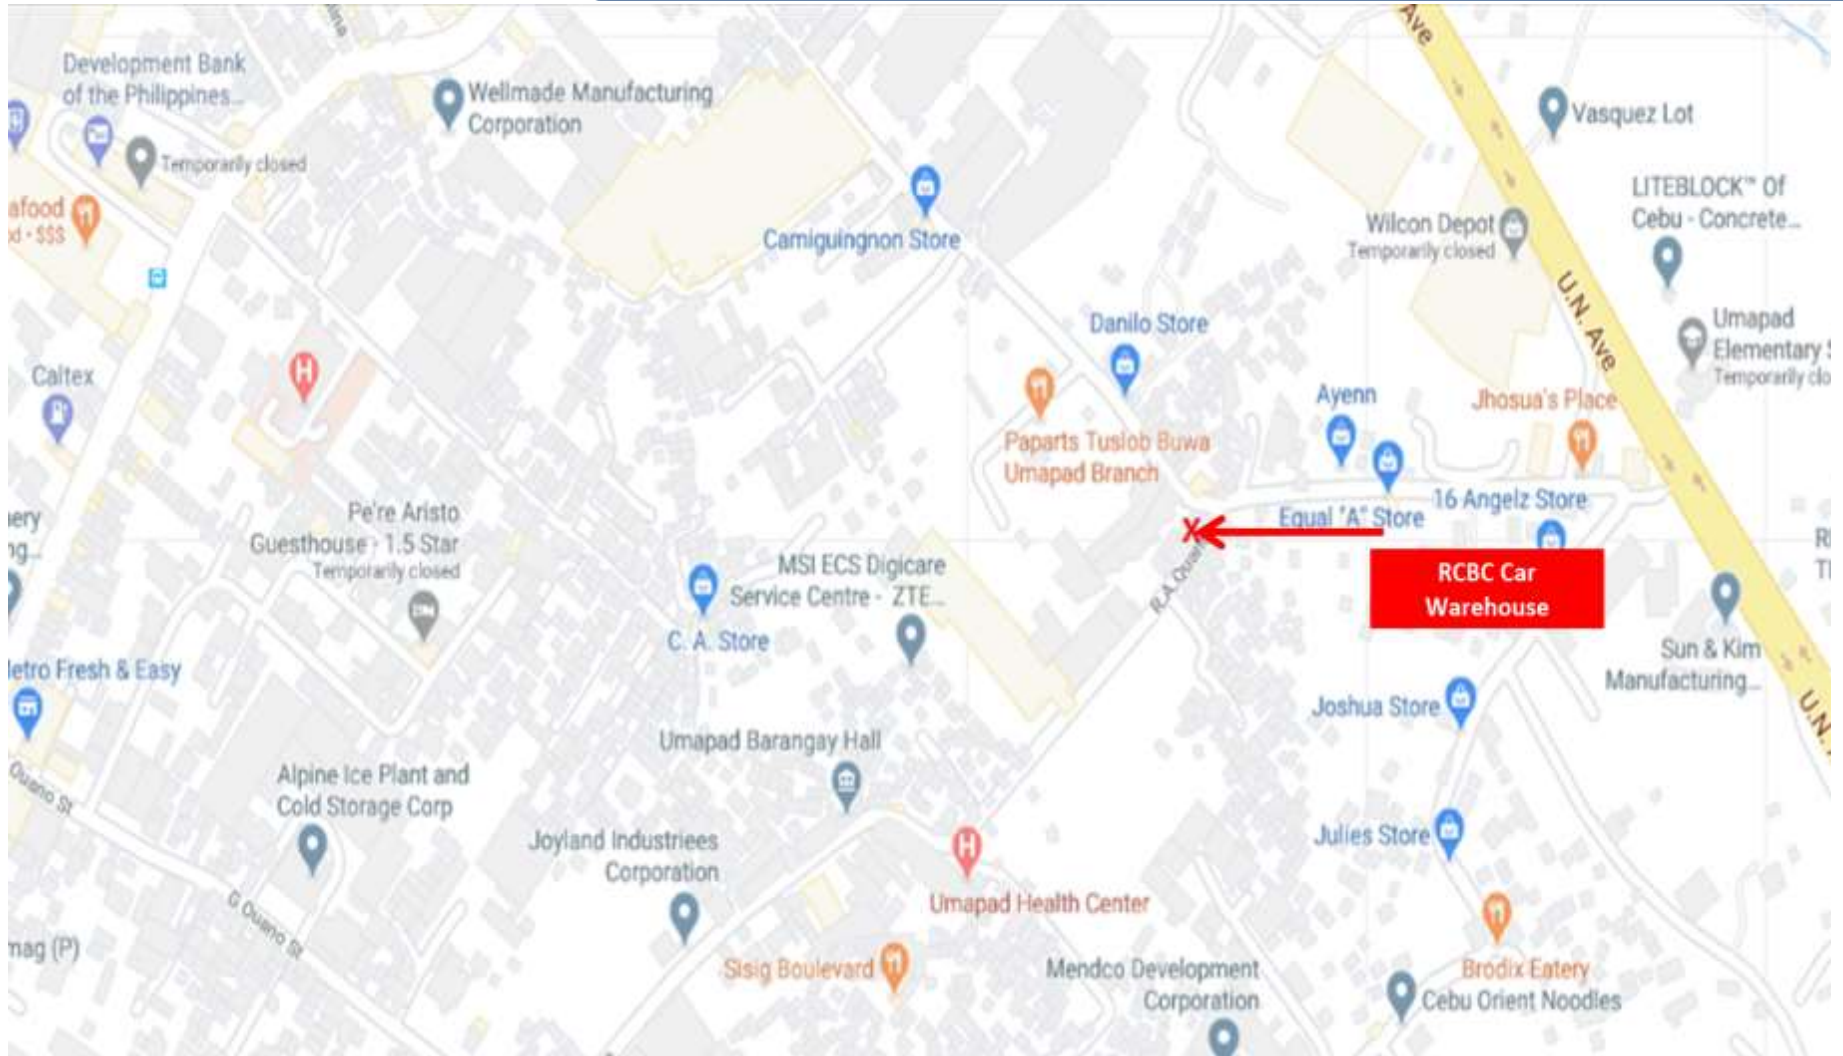 Ave
Development Bank
of the Philippines...
Temporarily closed
Wellmade Manufacturing
Corporation
Vasquez Lot
LITEBLOCK™ Of
Cebu - Concrete...
afood
$$$
Camiguingnon Store
Wilcon Depot
Temporarily closed
U.N. Ave
Umapad
Elementary
Temporarily clo
Danilo Store
Caltex
Ayenn
Jhosua's Place
Paparts Tuslob Buwa
Umapad Branch
16 Angelz Store
Equal "A" Store
X
Pe're Aristo
Guesthouse - 1.5 Star
Temporarily closed
MSI ECS Digicare
Service Centre - ZTE...
R.A.
RCBC Car
Warehouse
C. A. Store
Sun & Kim
Manufacturing...
etro Fresh & Easy
Joshua Store
U.N.
Umapad Barangay Hall
Ouano St
Alpine Ice Plant and
Cold Storage Corp
Joyland Industriees
Corporation
Julies Store
G Ouano St
Umapad Health Center
mag (P)
Sisig Boulevard
Mendco Development
Corporation
Brodix Eatery
Cebu Orient Noodles